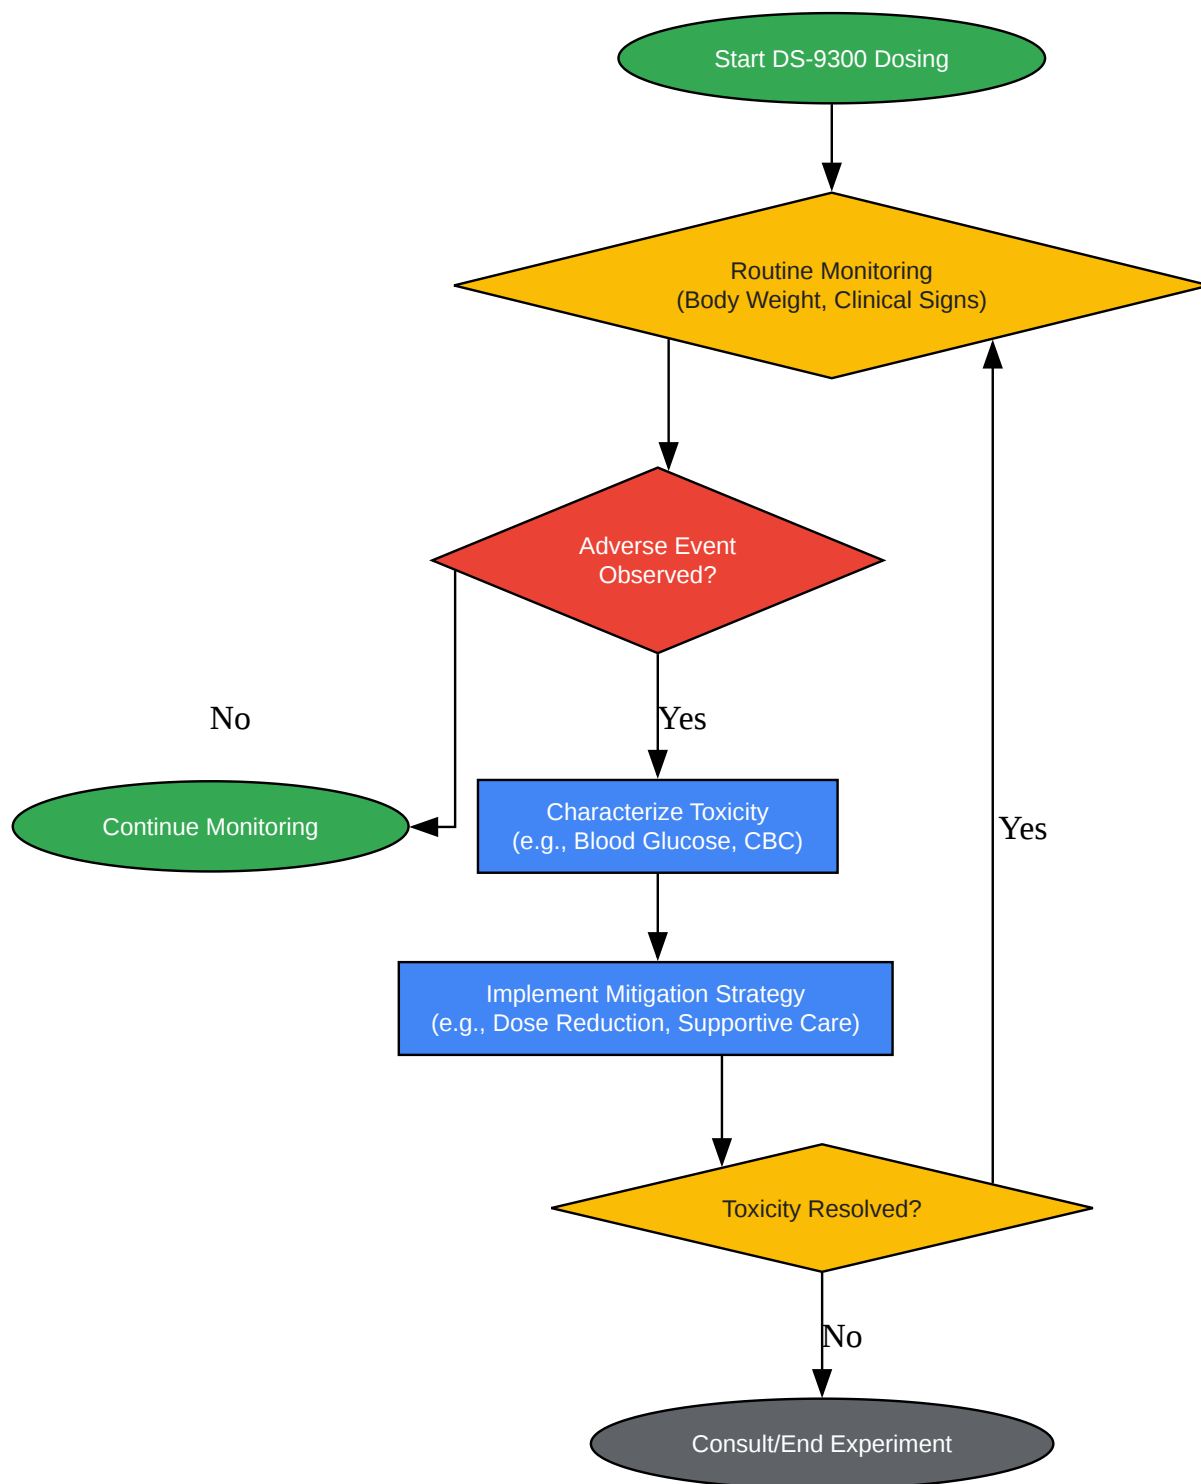 Start DS-9300 Dosing
Routine Monitoring
(Body Weight, Clinical Signs)
Adverse Event
Observed?
No
Yes
Continue Monitoring
Characterize Toxicity
(e.g., Blood Glucose, CBC)
Yes
Implement Mitigation Strategy
(e.g., Dose Reduction, Supportive Care)
Toxicity Resolved?
No
Consult/End Experiment